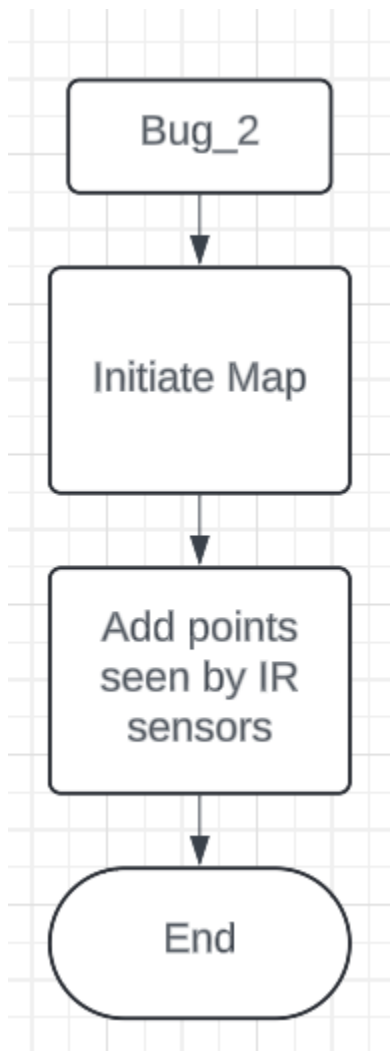 Bug_2
Initiate Map
Add points
seen by IR
sensors
End